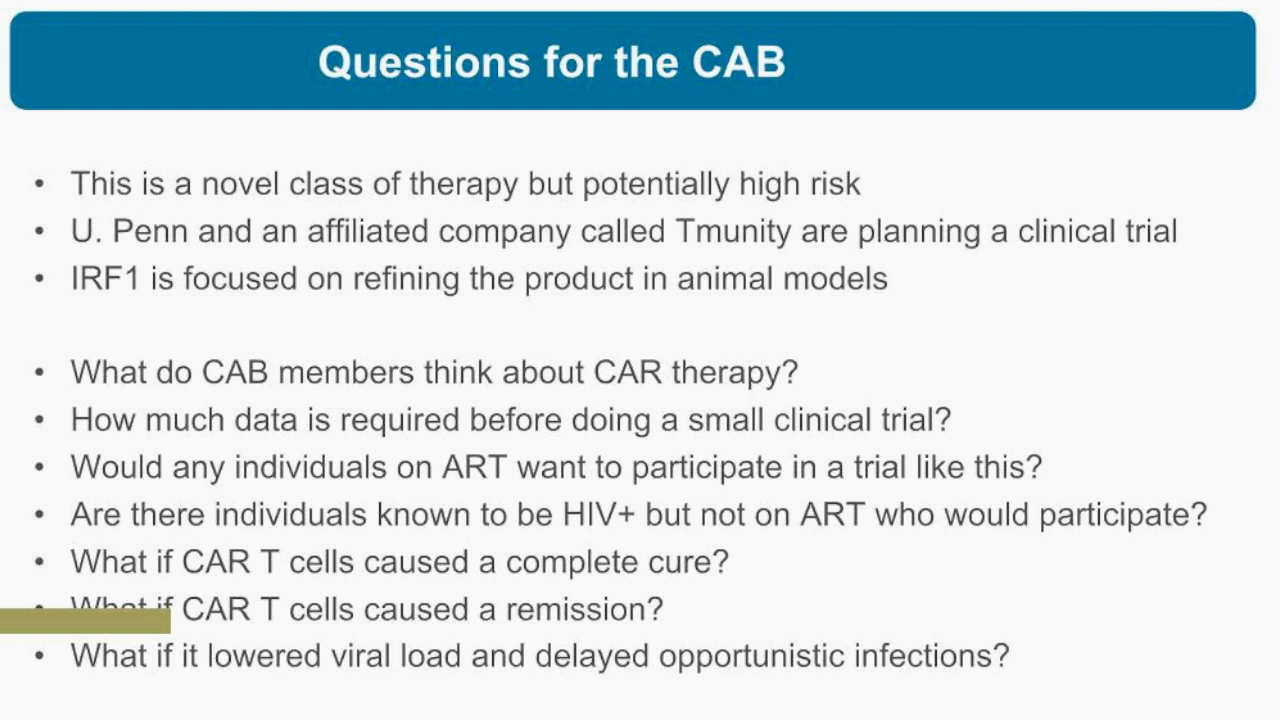 Questions for the CAB
• This is a novel class of therapy but potentially high risk
• U. Penn and an affiliated company called Tmunity are planning a clinical trial
• IRF1 is focused on refining the product in animal models
• What do CAB members think about CAR therapy?
• How much data is required before doing a small clinical trial?
• Would any individuals on ART want to participate in a trial like this?
• Are there individuals known to be HIV+ but not on ART who would participate?
• What if CAR T cells caused a complete cure?
• What if CAR T cells caused a remission?
• What if it lowered viral load and delayed opportunistic infections?